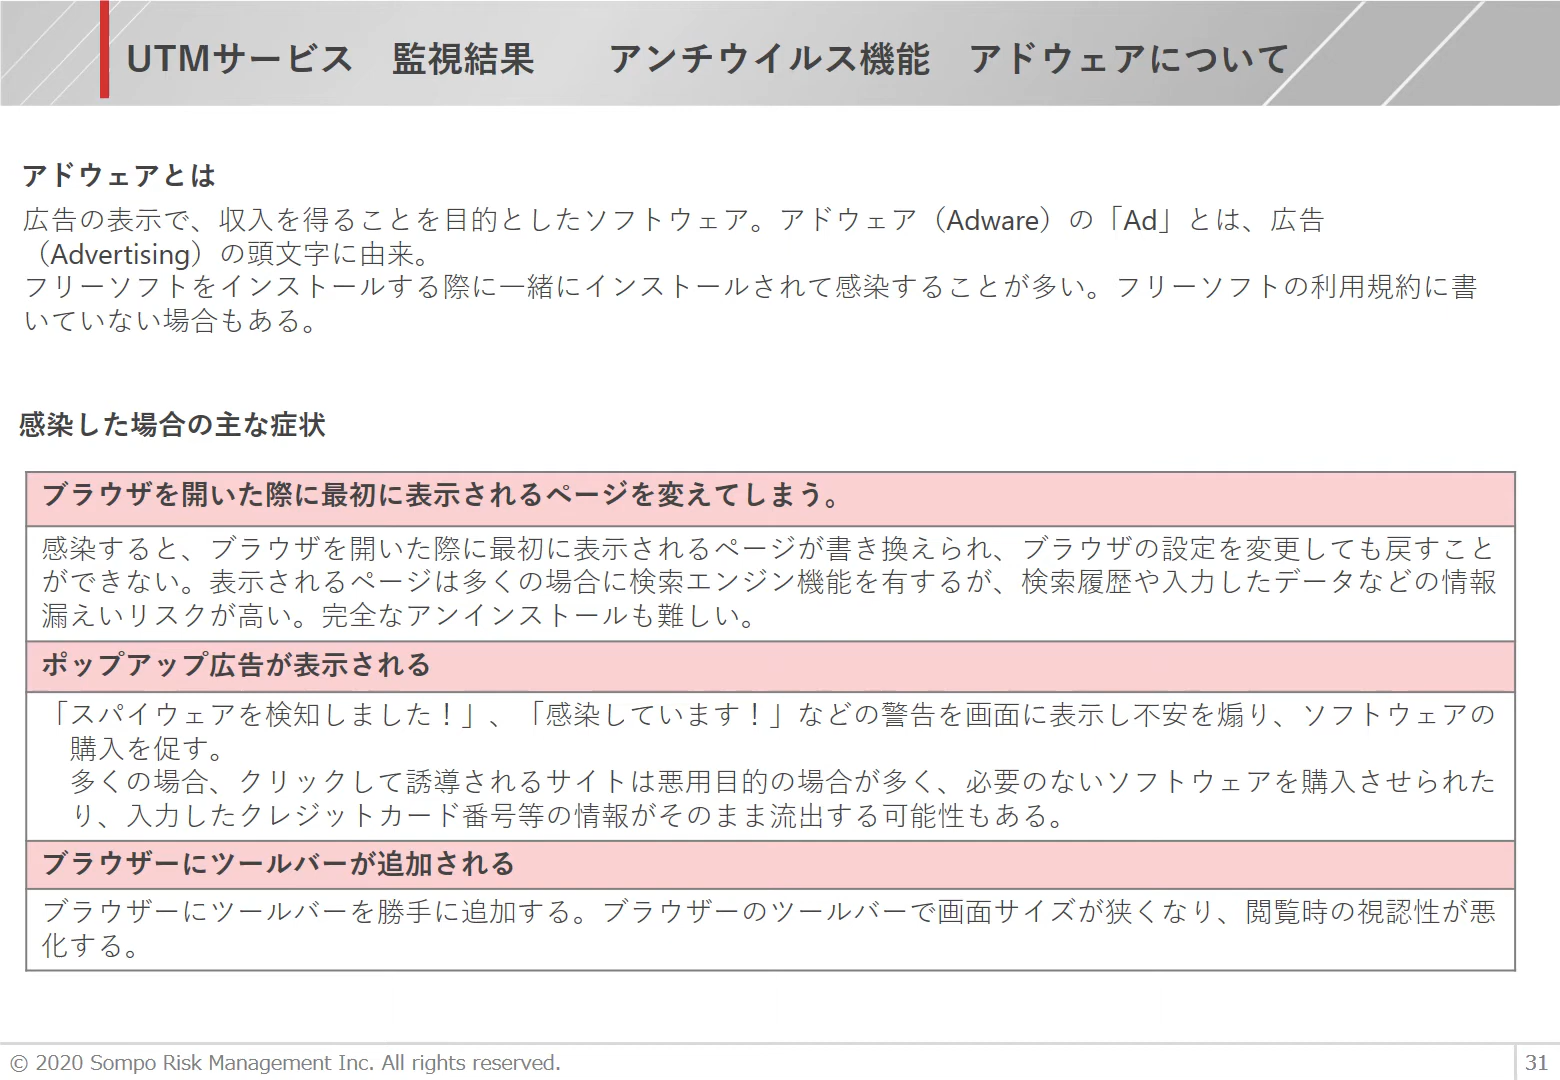 UTMサービス　監視結果　　アンチウイルス機能　アドウェアについて
アドウェアとは
広告の表示で、収入を得ることを目的としたソフトウェア。アドウェア（Adware）の「Ad」とは、広告
（Advertising）の頭文字に由来。
フリーソフトをインストールする際に一緒にインストールされて感染することが多い。フリーソフトの利用規約に書
いていない場合もある。
感染した場合の主な症状
ブラウザを開いた際に最初に表示されるページを変えてしまう。
感染すると、ブラウザを開いた際に最初に表示されるページが書き換えられ、ブラウザの設定を変更しても戻すこと
ができない。表示されるページは多くの場合に検索エンジン機能を有するが、検索履歴や入力したデータなどの情報
漏えいリスクが高い。完全なアンインストールも難しい。
ポップアップ広告が表示される
「スパイウェアを検知しました！」、「感染しています！」などの警告を画面に表示し不安を煽り、ソフトウェアの
購入を促す。
多くの場合、クリックして誘導されるサイトは悪用目的の場合が多く、必要のないソフトウェアを購入させられた
り、入力したクレジットカード番号等の情報がそのまま流出する可能性もある。
ブラウザーにツールバーが追加される
ブラウザーにツールバーを勝手に追加する。ブラウザーのツールバーで画面サイズが狭くなり、閲覧時の視認性が悪
化する。
© 2020 Sompo Risk Management Inc. All rights reserved.
31